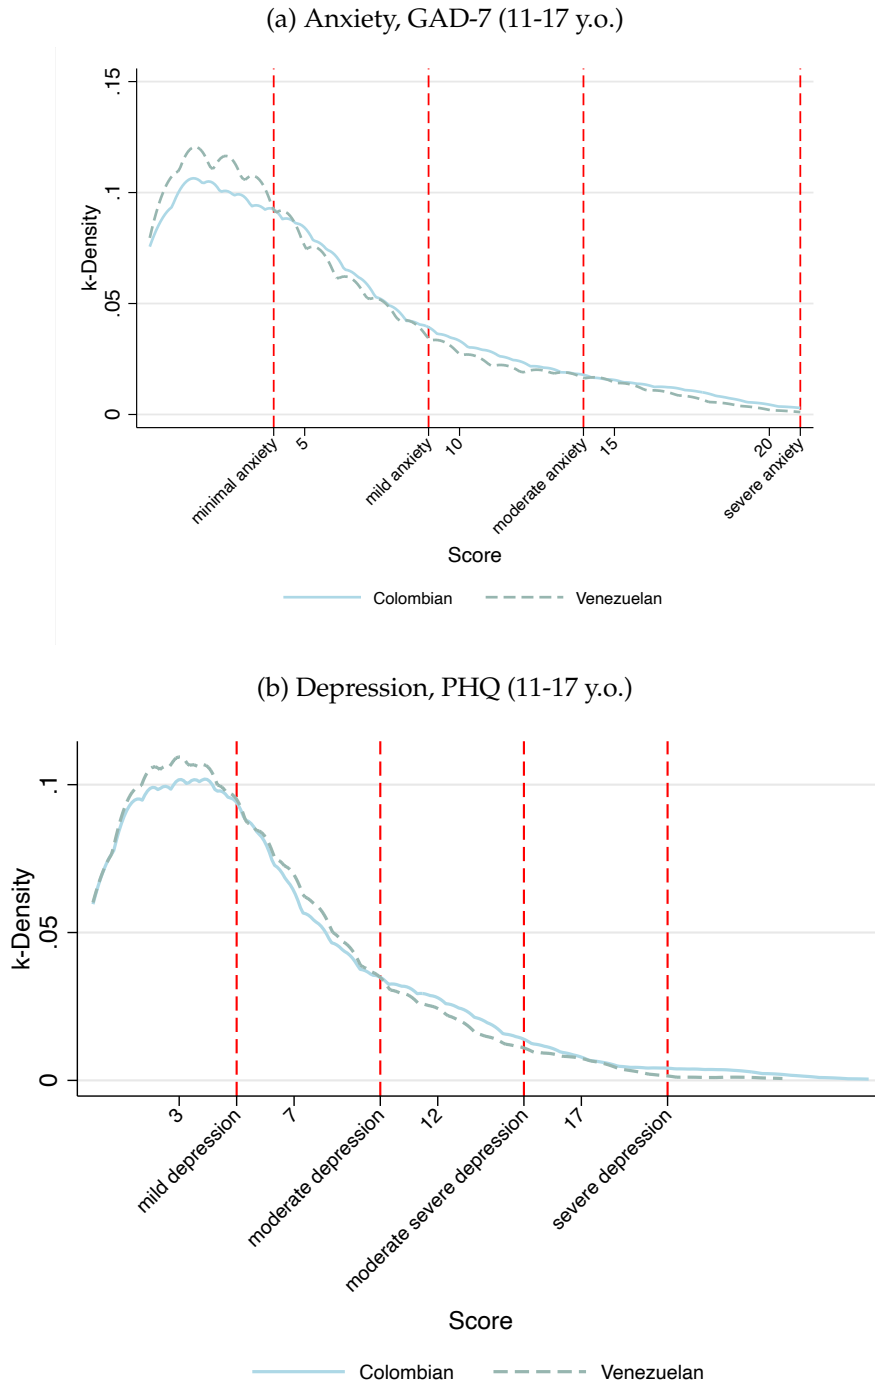 (a) Anxiety, GAD-7 (11-17 y.o.)
.15
.1
.05
0
k-Density
5
10
15
20
minimal anxiety
mild anxiety
moderate anxiety
severe anxiety
Score
Colombian
Venezuelan
(b) Depression, PHQ (11-17 y.o.)
.1
.05
0
k-Density
3
7
12
17
mild depression
moderate depression
moderate severe depression
severe depression
Score
Colombian
Venezuelan